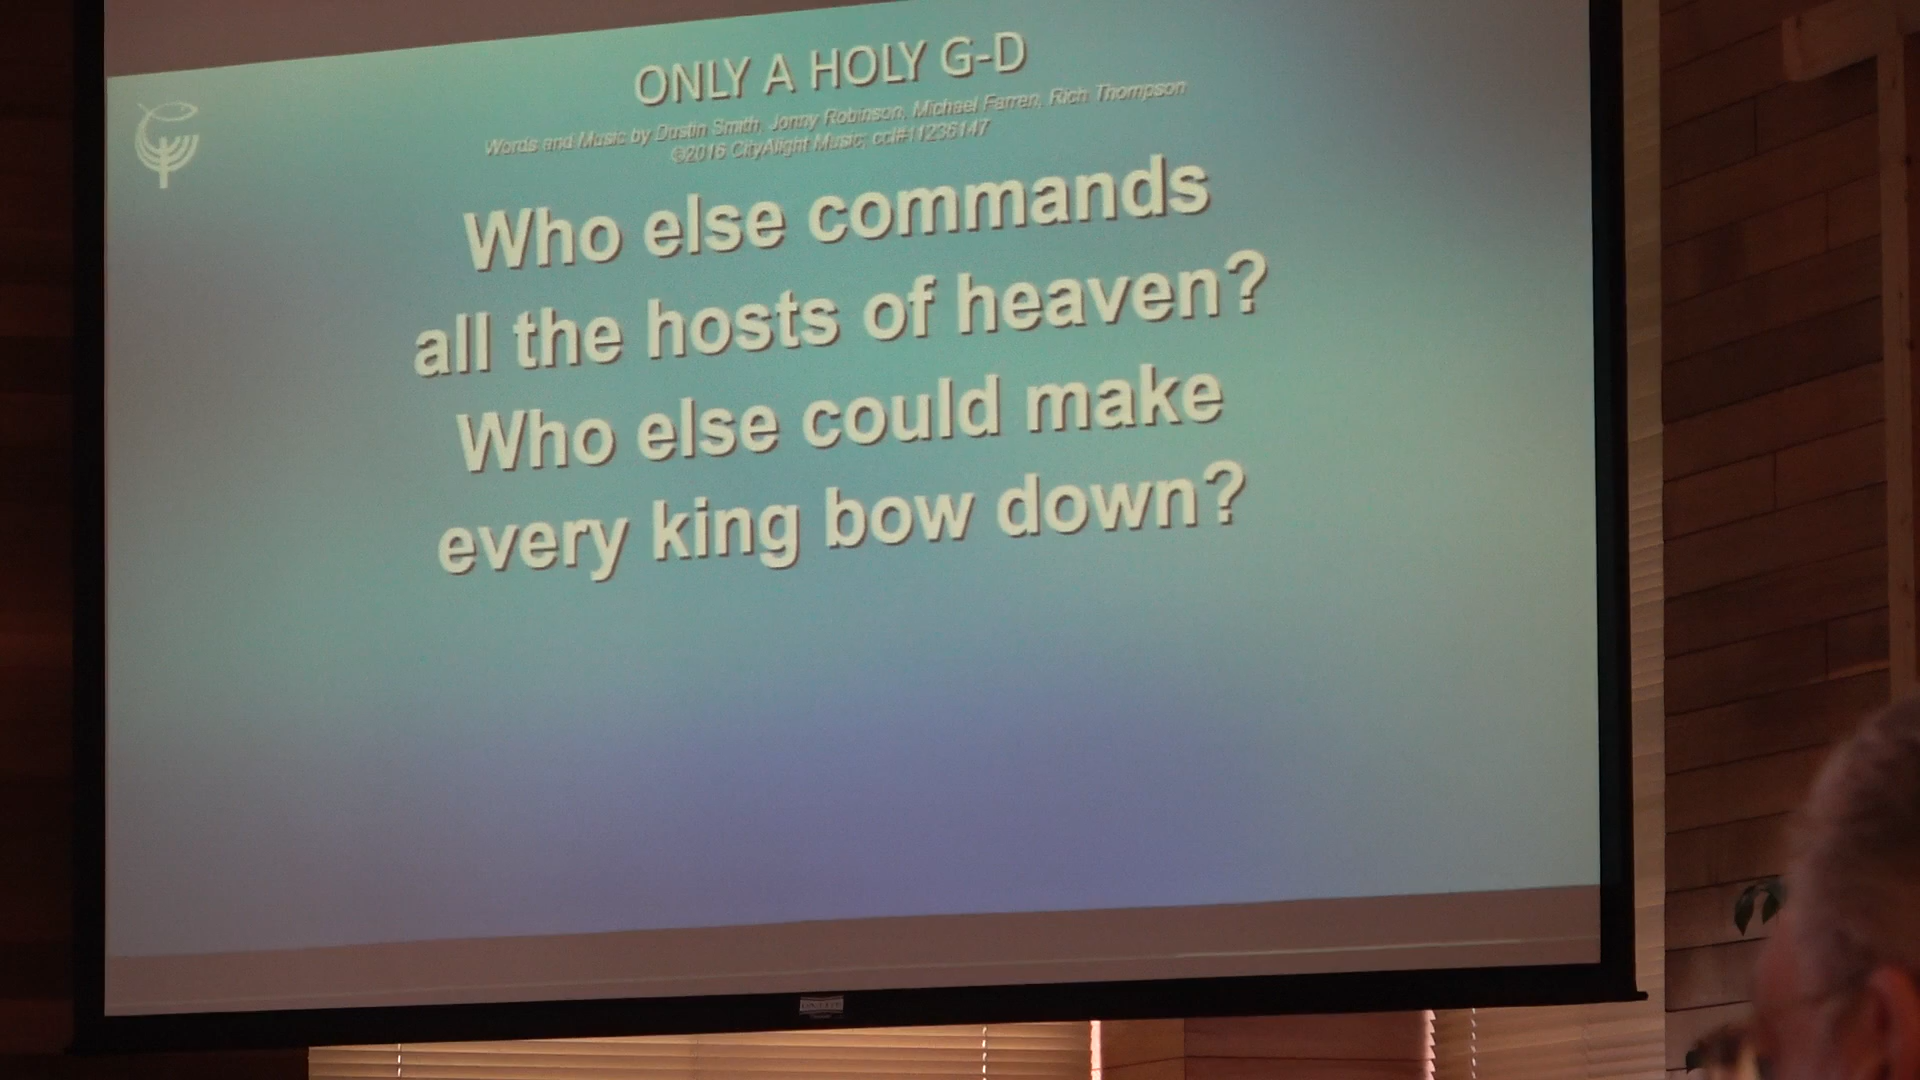 ONLY A HOLY G-D
Words and Music by Dustin Smith, Jonny Robinson, Michael Farren, Rich Thompson
©2016 CityAlight Music; ccli#11236147
Who else commands
all the hosts of heaven?
Who else could make
every king bow down?